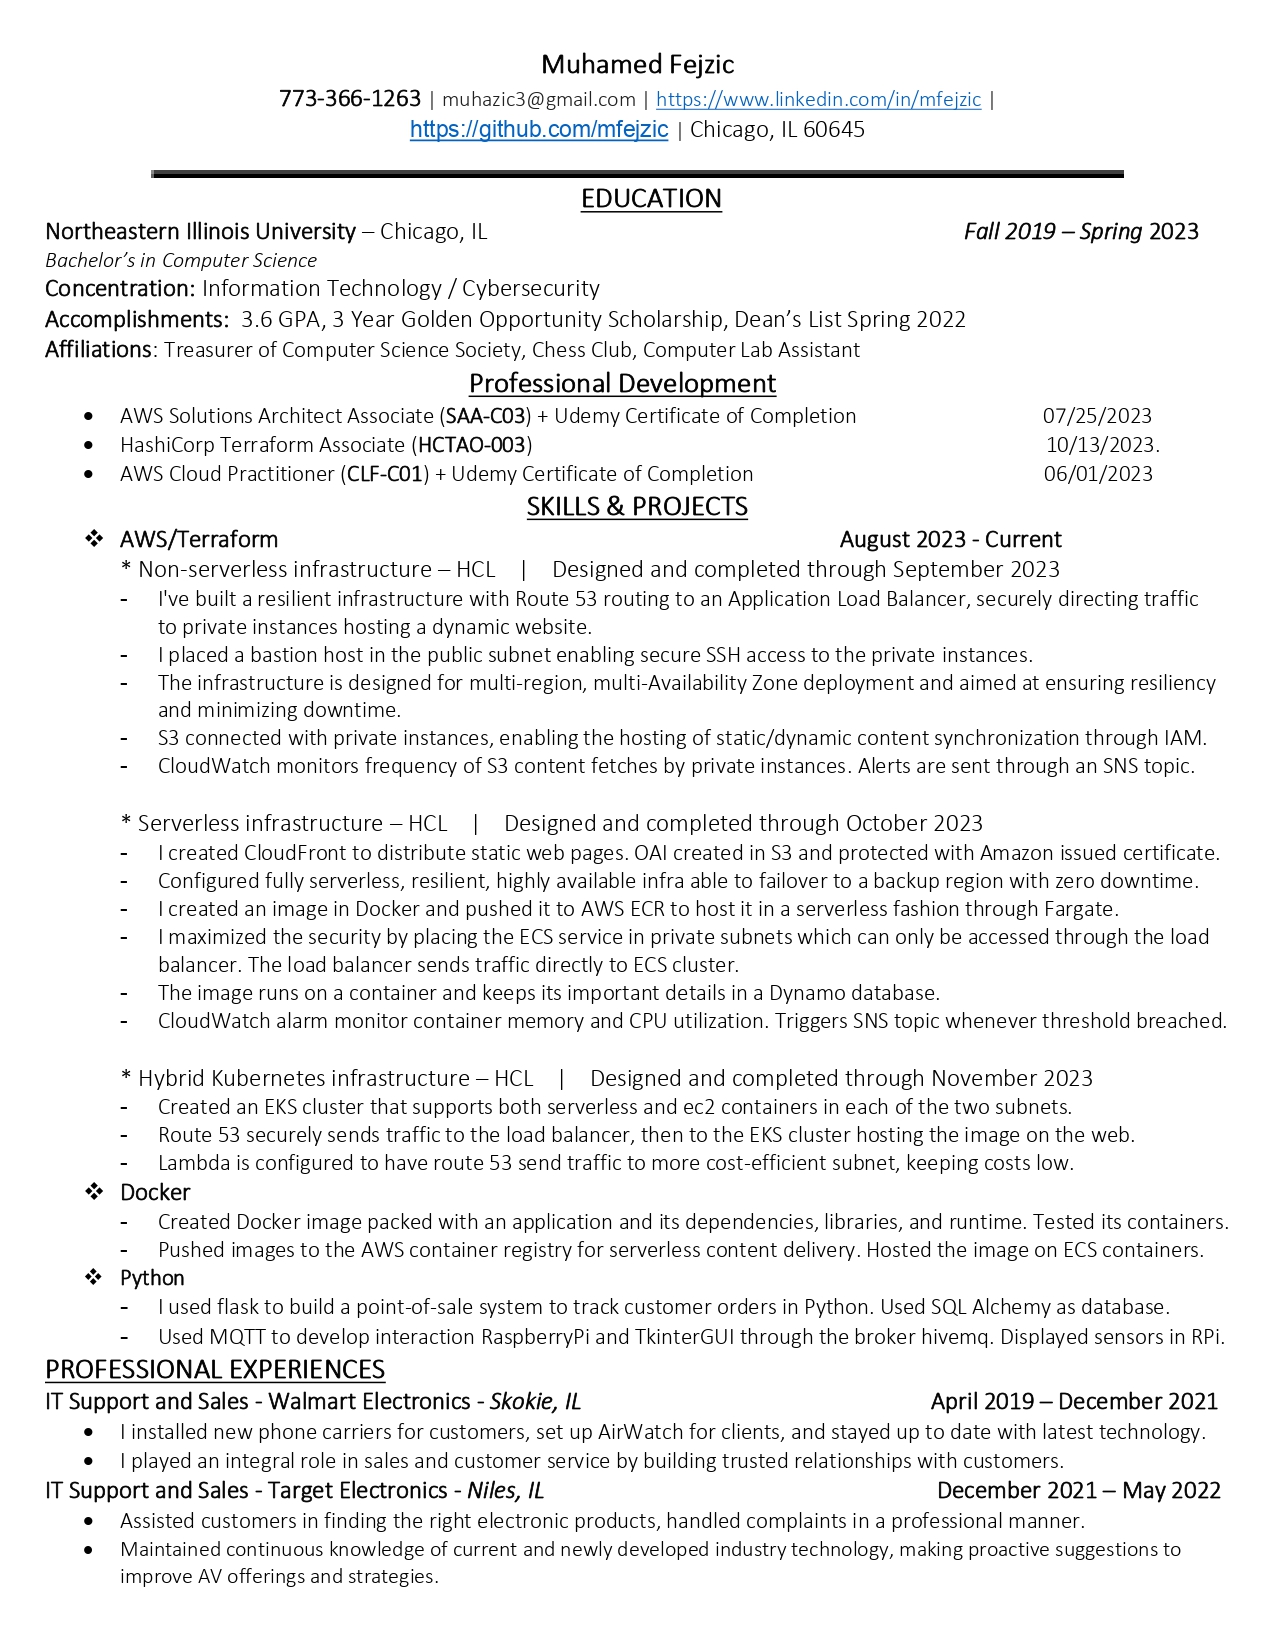 Muhamed Fejzic
773-366-1263 | muhazic3@gmail.com | https://www.linkedin.com/in/mfejzic |
https://github.com/mfejzic | Chicago, IL 60645
EDUCATION
Northeastern Illinois University – Chicago, IL Fall 2019 – Spring 2023
Bachelor's in Computer Science
Concentration: Information Technology / Cybersecurity
Accomplishments: 3.6 GPA, 3 Year Golden Opportunity Scholarship, Dean's List Spring 2022
Affiliations: Treasurer of Computer Science Society, Chess Club, Computer Lab Assistant
Professional Development
• AWS Solutions Architect Associate (SAA-C03) + Udemy Certificate of Completion 07/25/2023
• HashiCorp Terraform Associate (HCTAO-003) 10/13/2023.
• AWS Cloud Practitioner (CLF-C01) + Udemy Certificate of Completion 06/01/2023
SKILLS & PROJECTS
❖ AWS/Terraform August 2023 - Current
* Non-serverless infrastructure – HCL | Designed and completed through September 2023
- I've built a resilient infrastructure with Route 53 routing to an Application Load Balancer, securely directing traffic
to private instances hosting a dynamic website.
- I placed a bastion host in the public subnet enabling secure SSH access to the private instances.
- The infrastructure is designed for multi-region, multi-Availability Zone deployment and aimed at ensuring resiliency
and minimizing downtime.
- S3 connected with private instances, enabling the hosting of static/dynamic content synchronization through IAM.
- CloudWatch monitors frequency of S3 content fetches by private instances. Alerts are sent through an SNS topic.
* Serverless infrastructure – HCL | Designed and completed through October 2023
- I created CloudFront to distribute static web pages. OAI created in S3 and protected with Amazon issued certificate.
- Configured fully serverless, resilient, highly available infra able to failover to a backup region with zero downtime.
- I created an image in Docker and pushed it to AWS ECR to host it in a serverless fashion through Fargate.
- I maximized the security by placing the ECS service in private subnets which can only be accessed through the load
balancer. The load balancer sends traffic directly to ECS cluster.
- The image runs on a container and keeps its important details in a Dynamo database.
- CloudWatch alarm monitor container memory and CPU utilization. Triggers SNS topic whenever threshold breached.
* Hybrid Kubernetes infrastructure – HCL | Designed and completed through November 2023
- Created an EKS cluster that supports both serverless and ec2 containers in each of the two subnets.
- Route 53 securely sends traffic to the load balancer, then to the EKS cluster hosting the image on the web.
- Lambda is configured to have route 53 send traffic to more cost-efficient subnet, keeping costs low.
❖ Docker
- Created Docker image packed with an application and its dependencies, libraries, and runtime. Tested its containers.
- Pushed images to the AWS container registry for serverless content delivery. Hosted the image on ECS containers.
❖ Python
- I used flask to build a point-of-sale system to track customer orders in Python. Used SQL Alchemy as database.
- Used MQTT to develop interaction RaspberryPi and TkinterGUI through the broker hivemq. Displayed sensors in RPi.
PROFESSIONAL EXPERIENCES
IT Support and Sales - Walmart Electronics - Skokie, IL April 2019 – December 2021
• I installed new phone carriers for customers, set up AirWatch for clients, and stayed up to date with latest technology.
• I played an integral role in sales and customer service by building trusted relationships with customers.
IT Support and Sales - Target Electronics - Niles, IL December 2021 – May 2022
• Assisted customers in finding the right electronic products, handled complaints in a professional manner.
• Maintained continuous knowledge of current and newly developed industry technology, making proactive suggestions to
improve AV offerings and strategies.